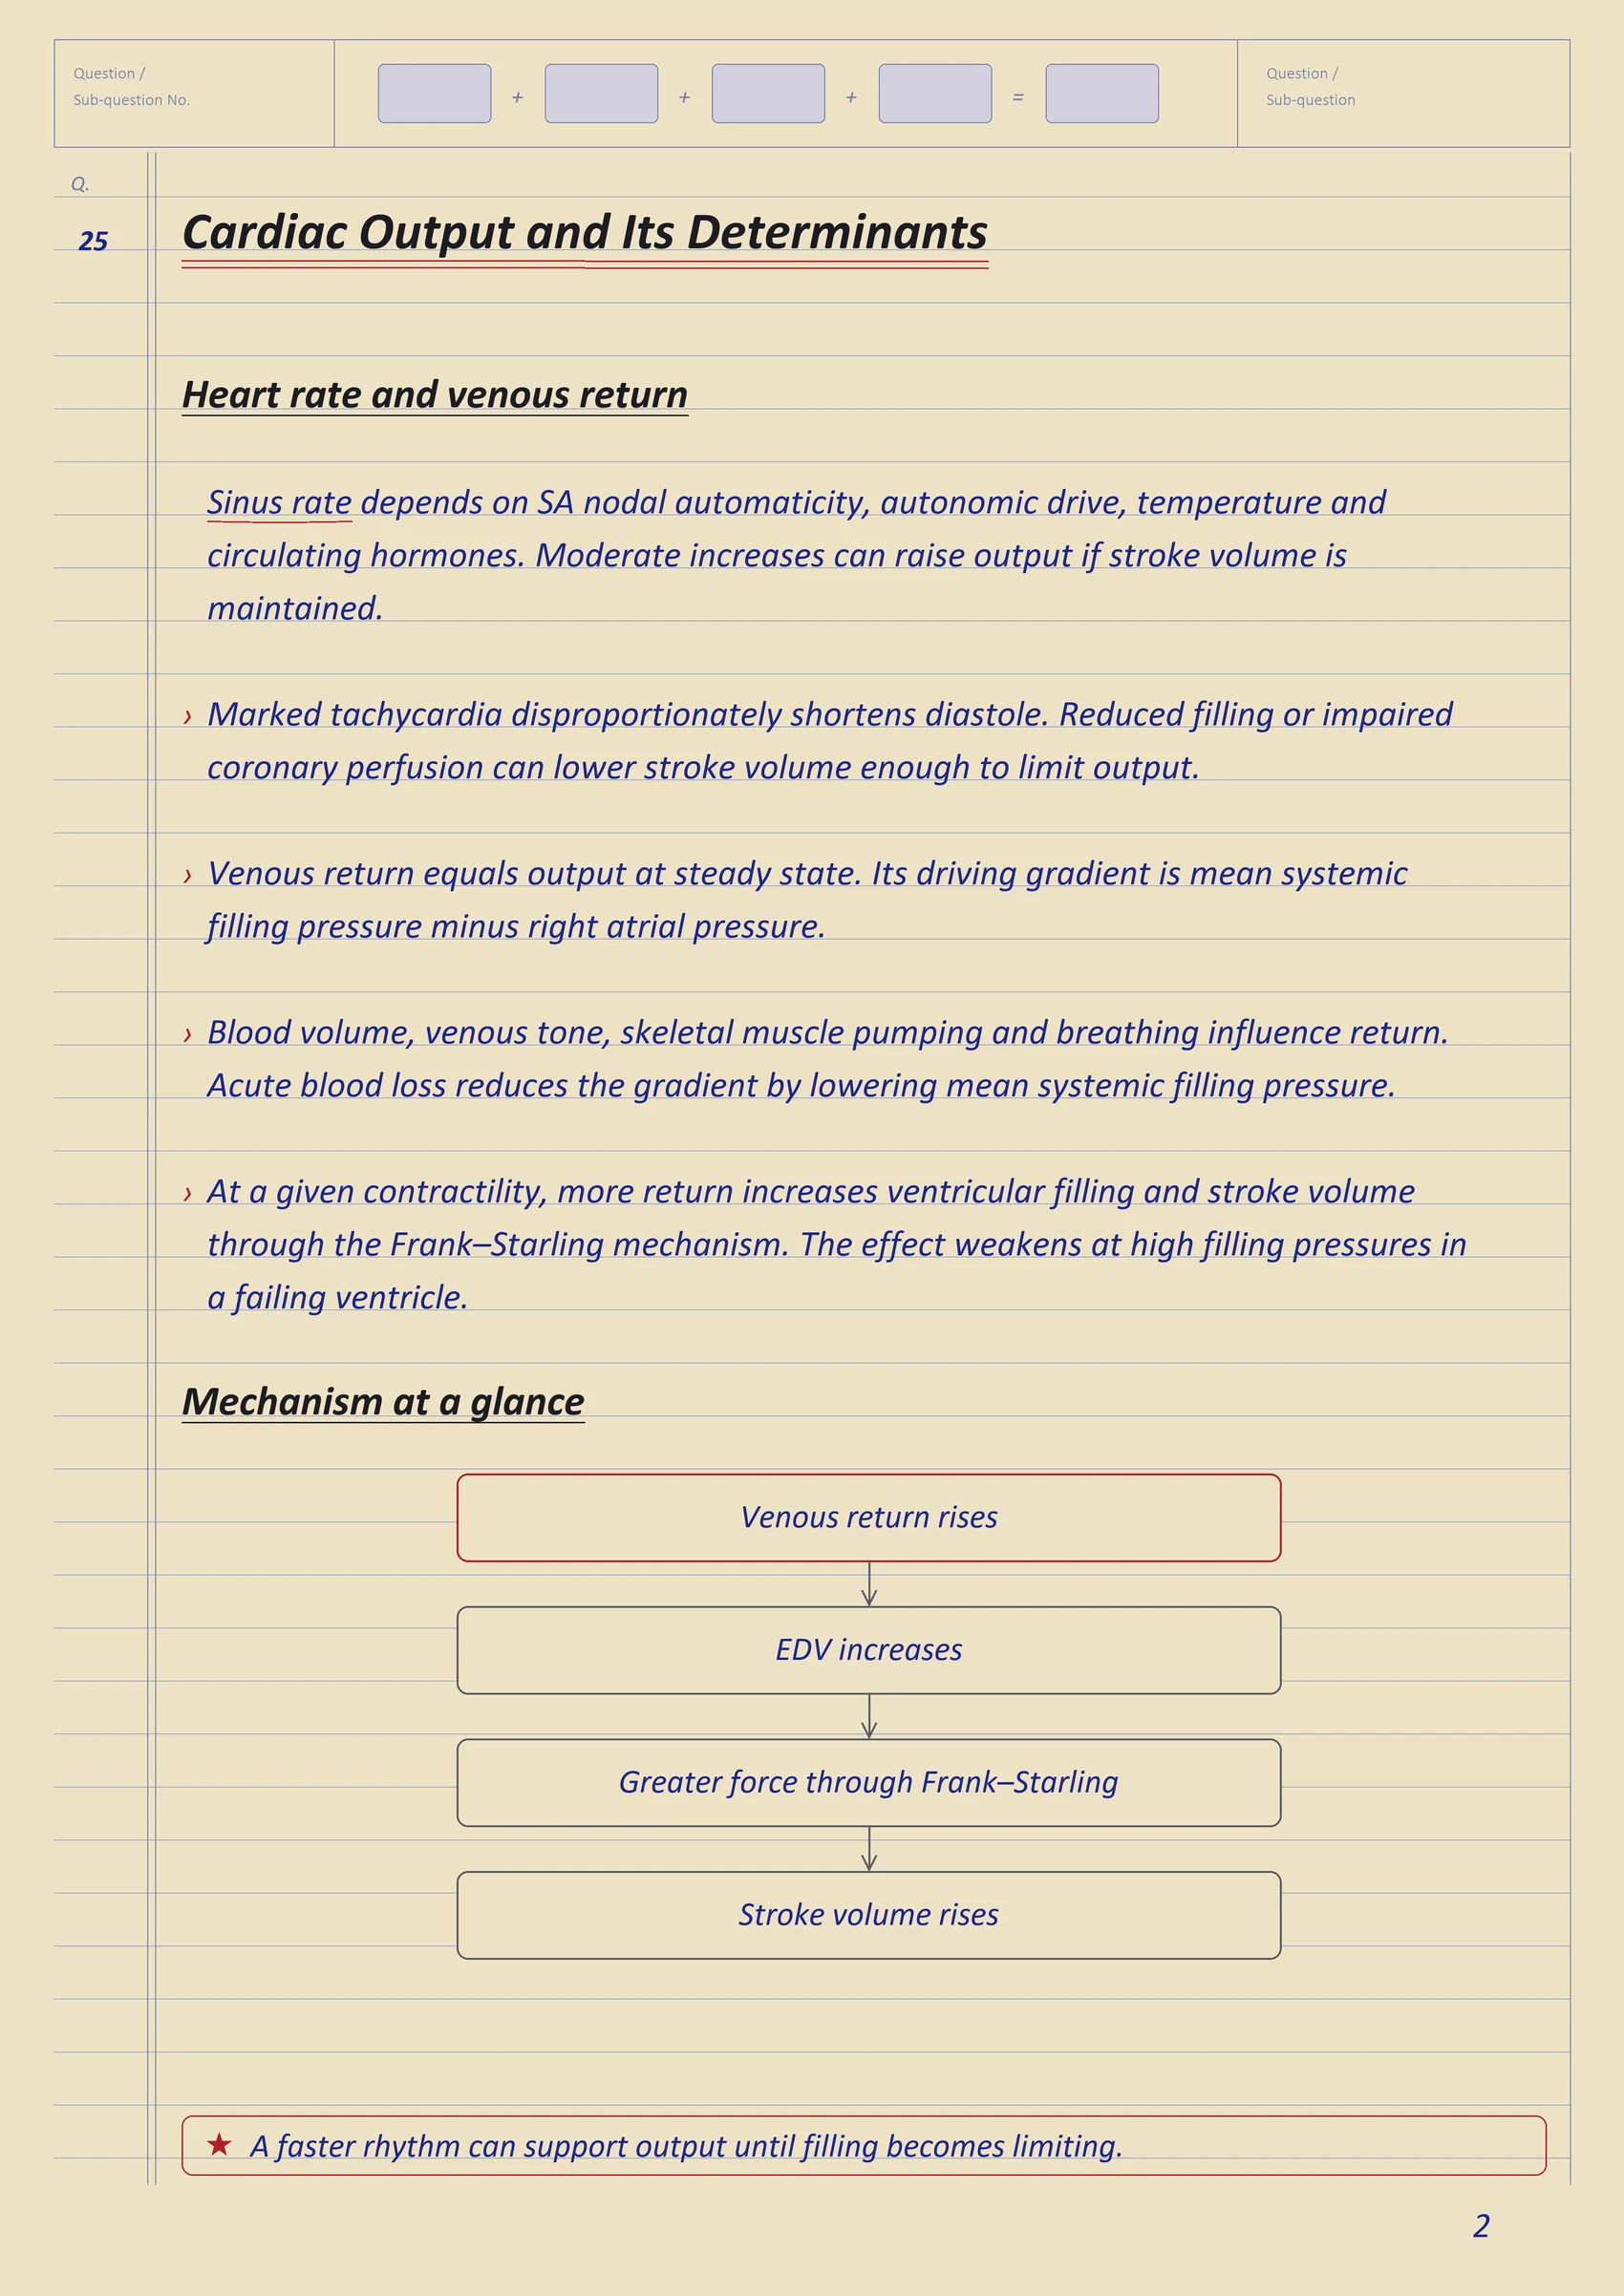 Question /
Sub-question No.
+ + + =
Question /
Sub-question
Q.
25
Cardiac Output and Its Determinants
Heart rate and venous return
Sinus rate depends on SA nodal automaticity, autonomic drive, temperature and
circulating hormones. Moderate increases can raise output if stroke volume is
maintained.
› Marked tachycardia disproportionately shortens diastole. Reduced filling or impaired
coronary perfusion can lower stroke volume enough to limit output.
› Venous return equals output at steady state. Its driving gradient is mean systemic
filling pressure minus right atrial pressure.
› Blood volume, venous tone, skeletal muscle pumping and breathing influence return.
Acute blood loss reduces the gradient by lowering mean systemic filling pressure.
› At a given contractility, more return increases ventricular filling and stroke volume
through the Frank–Starling mechanism. The effect weakens at high filling pressures in
a failing ventricle.
Mechanism at a glance
Venous return rises
EDV increases
Greater force through Frank–Starling
Stroke volume rises
★ A faster rhythm can support output until filling becomes limiting.
2